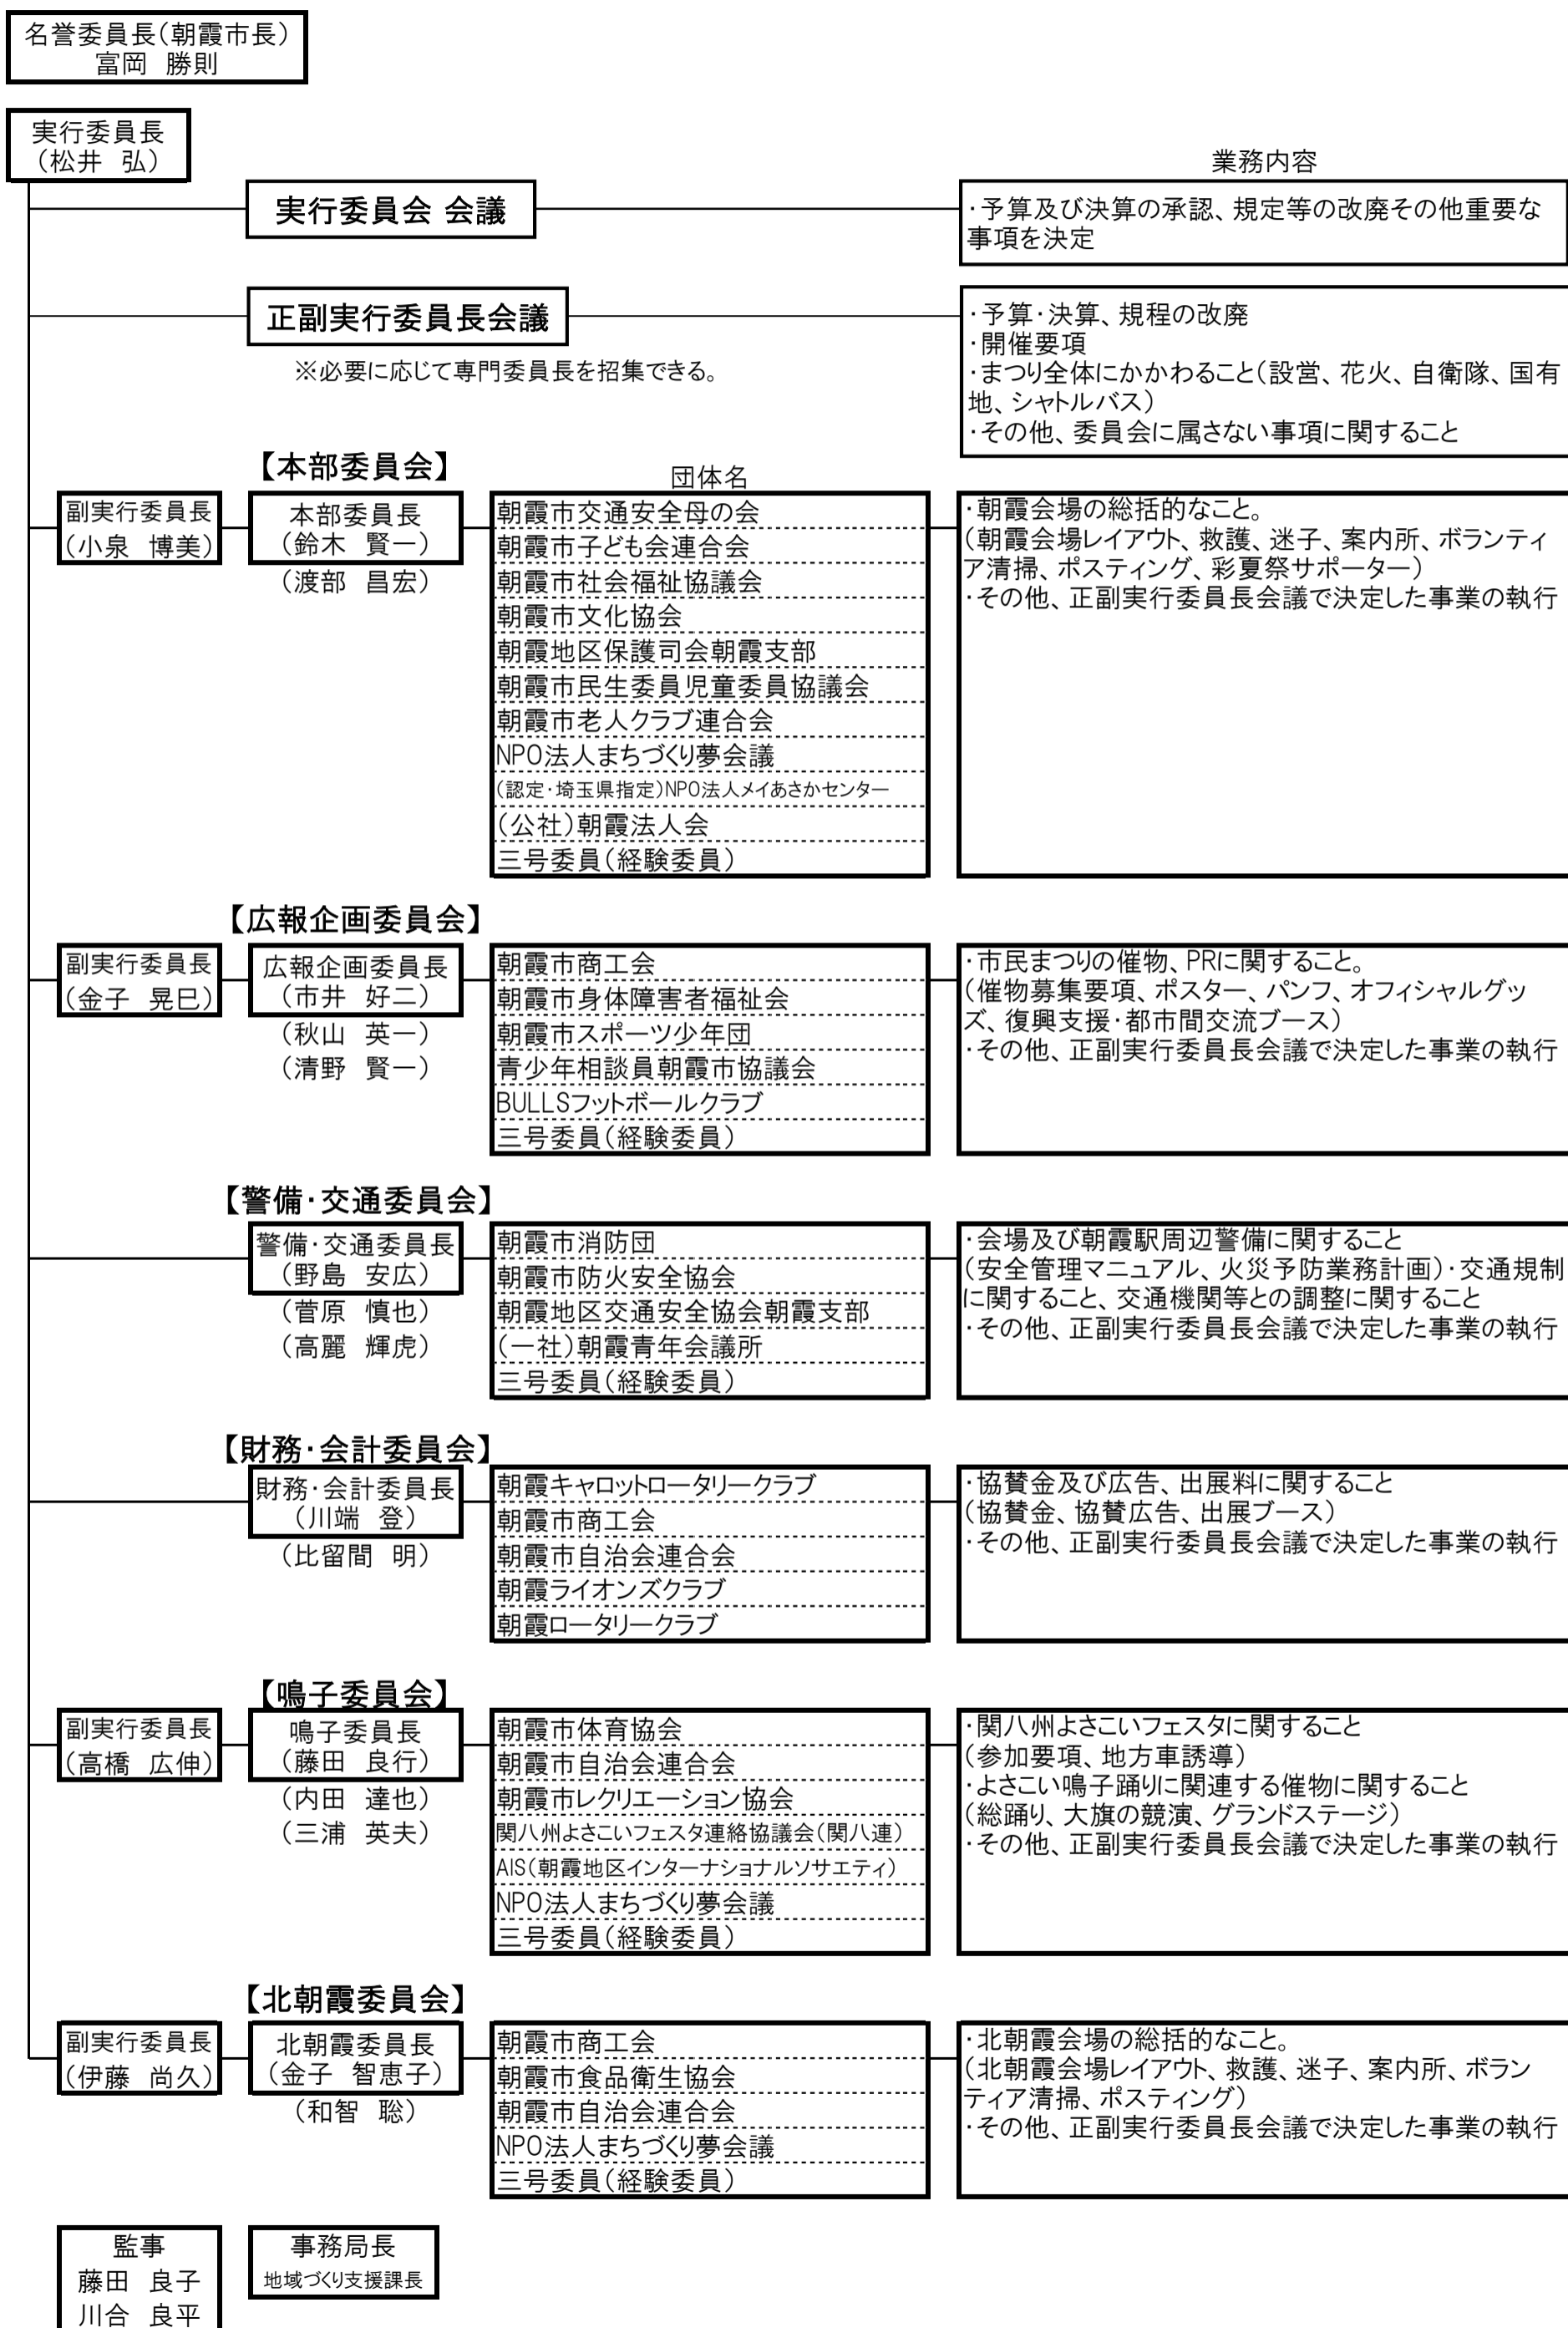 名誉委員長(朝霞市長)
富岡　勝則
実行委員長
(松井　弘)
業務内容
実行委員会 会議
・予算及び決算の承認、規定等の改廃その他重要な
事項を決定
正副実行委員長会議
※必要に応じて専門委員長を招集できる。
・予算・決算、規程の改廃
・開催要項
・まつり全体にかかわること(設営、花火、自衛隊、国有
地、シャトルバス)
・その他、委員会に属さない事項に関すること
【本部委員会】
団体名
副実行委員長
(小泉　博美)
本部委員長
(鈴木　賢一)
(渡部　昌宏)
朝霞市交通安全母の会
朝霞市子ども会連合会
朝霞市社会福祉協議会
朝霞市文化協会
朝霞地区保護司会朝霞支部
朝霞市民生委員児童委員協議会
朝霞市老人クラブ連合会
NPO法人まちづくり夢会議
(認定・埼玉県指定)NPO法人メイあさかセンター
(公社)朝霞法人会
三号委員(経験委員)
・朝霞会場の総括的なこと。
(朝霞会場レイアウト、救護、迷子、案内所、ボランティ
ア清掃、ポスティング、彩夏祭サポーター)
・その他、正副実行委員長会議で決定した事業の執行
【広報企画委員会】
副実行委員長
(金子　晃巳)
広報企画委員長
(市井　好二)
(秋山　英一)
(清野　賢一)
朝霞市商工会
朝霞市身体障害者福祉会
朝霞市スポーツ少年団
青少年相談員朝霞市協議会
BULLSフットボールクラブ
三号委員(経験委員)
・市民まつりの催物、PRに関すること。
(催物募集要項、ポスター、パンフ、オフィシャルグッ
ズ、復興支援・都市間交流ブース)
・その他、正副実行委員長会議で決定した事業の執行
【警備・交通委員会】
警備・交通委員長
(野島　安広)
(菅原　慎也)
(高麗　輝虎)
朝霞市消防団
朝霞市防火安全協会
朝霞地区交通安全協会朝霞支部
(一社)朝霞青年会議所
三号委員(経験委員)
・会場及び朝霞駅周辺警備に関すること
(安全管理マニュアル、火災予防業務計画)・交通規制
に関すること、交通機関等との調整に関すること
・その他、正副実行委員長会議で決定した事業の執行
【財務・会計委員会】
財務・会計委員長
(川端　登)
(比留間　明)
朝霞キャロットロータリークラブ
朝霞市商工会
朝霞市自治会連合会
朝霞ライオンズクラブ
朝霞ロータリークラブ
・協賛金及び広告、出展料に関すること
(協賛金、協賛広告、出展ブース)
・その他、正副実行委員長会議で決定した事業の執行
【鳴子委員会】
副実行委員長
(高橋　広伸)
鳴子委員長
(藤田　良行)
(内田　達也)
(三浦　英夫)
朝霞市体育協会
朝霞市自治会連合会
朝霞市レクリエーション協会
関八州よさこいフェスタ連絡協議会(関八連)
AIS(朝霞地区インターナショナルソサエティ)
NPO法人まちづくり夢会議
三号委員(経験委員)
・関八州よさこいフェスタに関すること
(参加要項、地方車誘導)
・よさこい鳴子踊りに関連する催物に関すること
(総踊り、大旗の競演、グランドステージ)
・その他、正副実行委員長会議で決定した事業の執行
【北朝霞委員会】
副実行委員長
(伊藤　尚久)
北朝霞委員長
(金子　智恵子)
(和智　聡)
朝霞市商工会
朝霞市食品衛生協会
朝霞市自治会連合会
NPO法人まちづくり夢会議
三号委員(経験委員)
・北朝霞会場の総括的なこと。
(北朝霞会場レイアウト、救護、迷子、案内所、ボラン
ティア清掃、ポスティング)
・その他、正副実行委員長会議で決定した事業の執行
監事
藤田　良子
川合　良平
事務局長
地域づくり支援課長